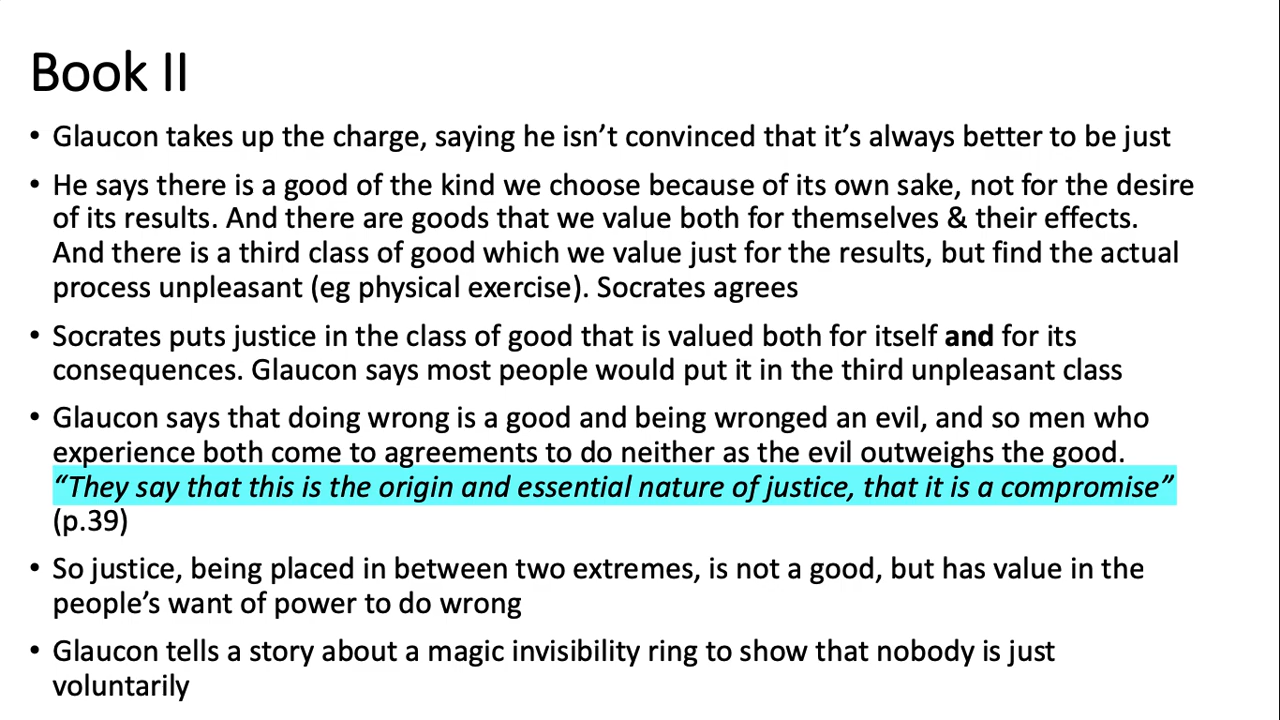 Book II
• Glaucon takes up the charge, saying he isn’t convinced that it’s always better to be just
• He says there is a good of the kind we choose because of its own sake, not for the desire
of its results. And there are goods that we value both for themselves & their effects.
And there is a third class of good which we value just for the results, but find the actual
process unpleasant (eg physical exercise). Socrates agrees
• Socrates puts justice in the class of good that is valued both for itself and for its
consequences. Glaucon says most people would put it in the third unpleasant class
• Glaucon says that doing wrong is a good and being wronged an evil, and so men who
experience both come to agreements to do neither as the evil outweighs the good.
“They say that this is the origin and essential nature of justice, that it is a compromise”
(p.39)
• So justice, being placed in between two extremes, is not a good, but has value in the
people’s want of power to do wrong
• Glaucon tells a story about a magic invisibility ring to show that nobody is just
voluntarily